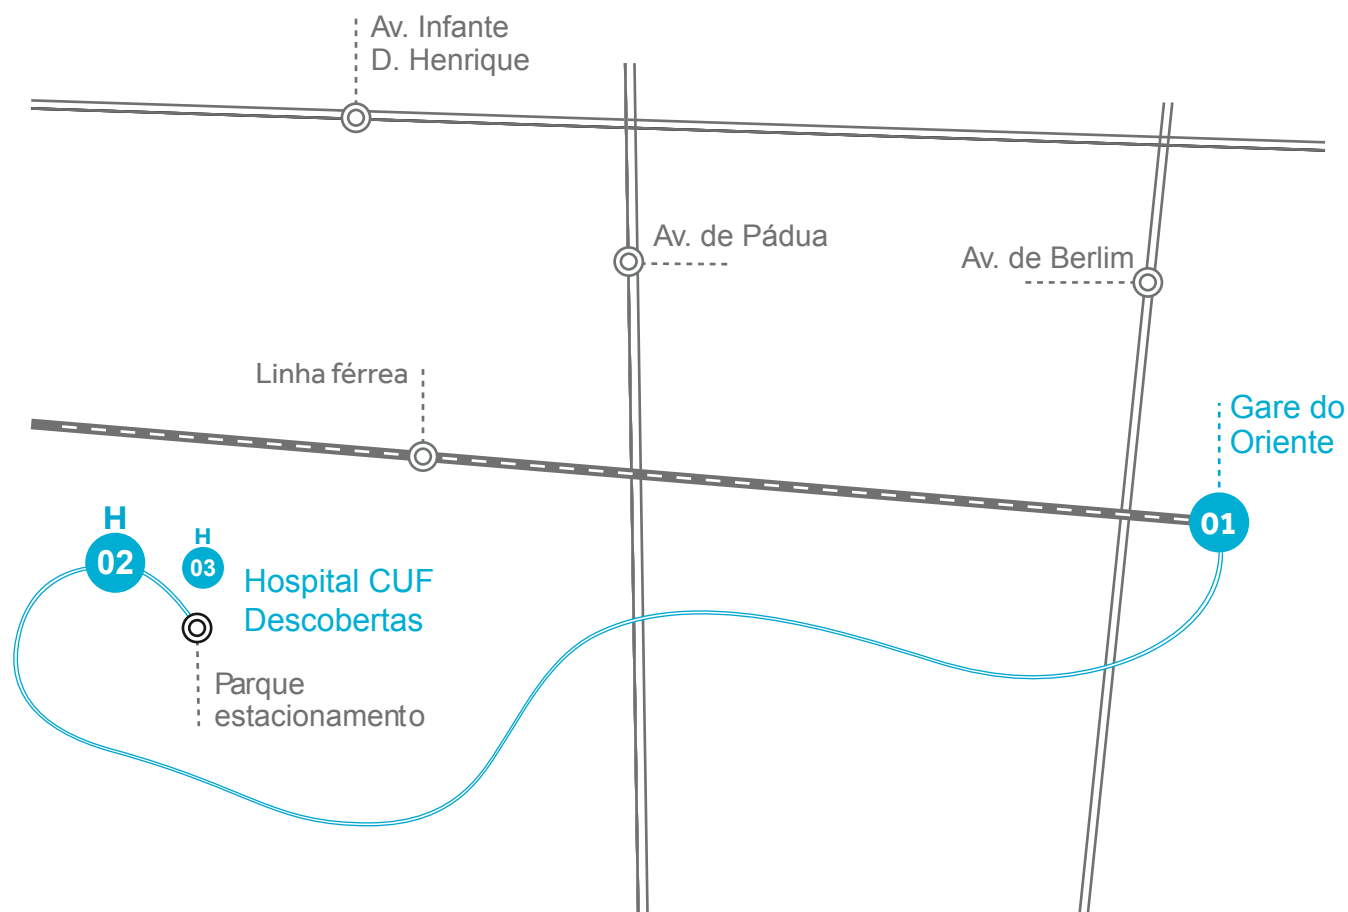 Av. Infante
D. Henrique
Av. de Pádua
Av. de Berlim
Linha férrea
Gare do
Oriente
01
H
02
H
03
Hospital CUF
Descobertas
Parque
estacionamento